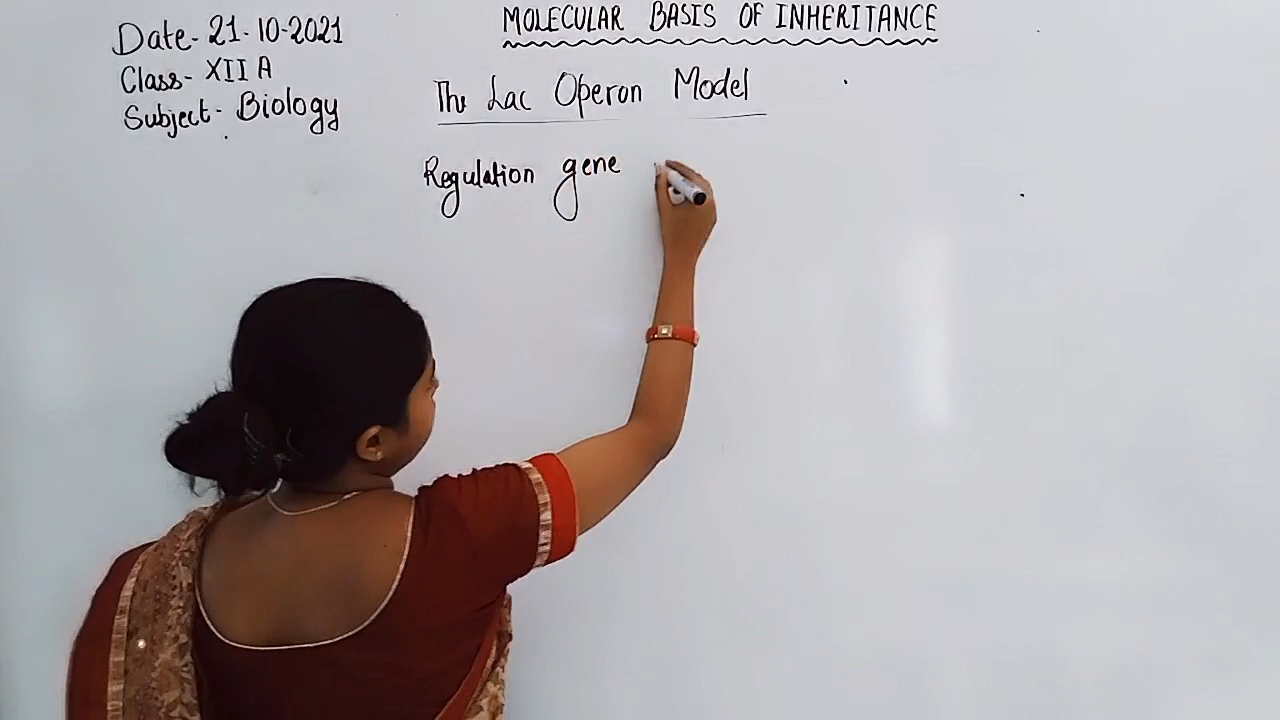 MOLECULAR BASIS OF INHERITANCE
Date- 21-10-2021
Class- XII A
Subject- Biology
The Lac Operon Model
Regulation gene